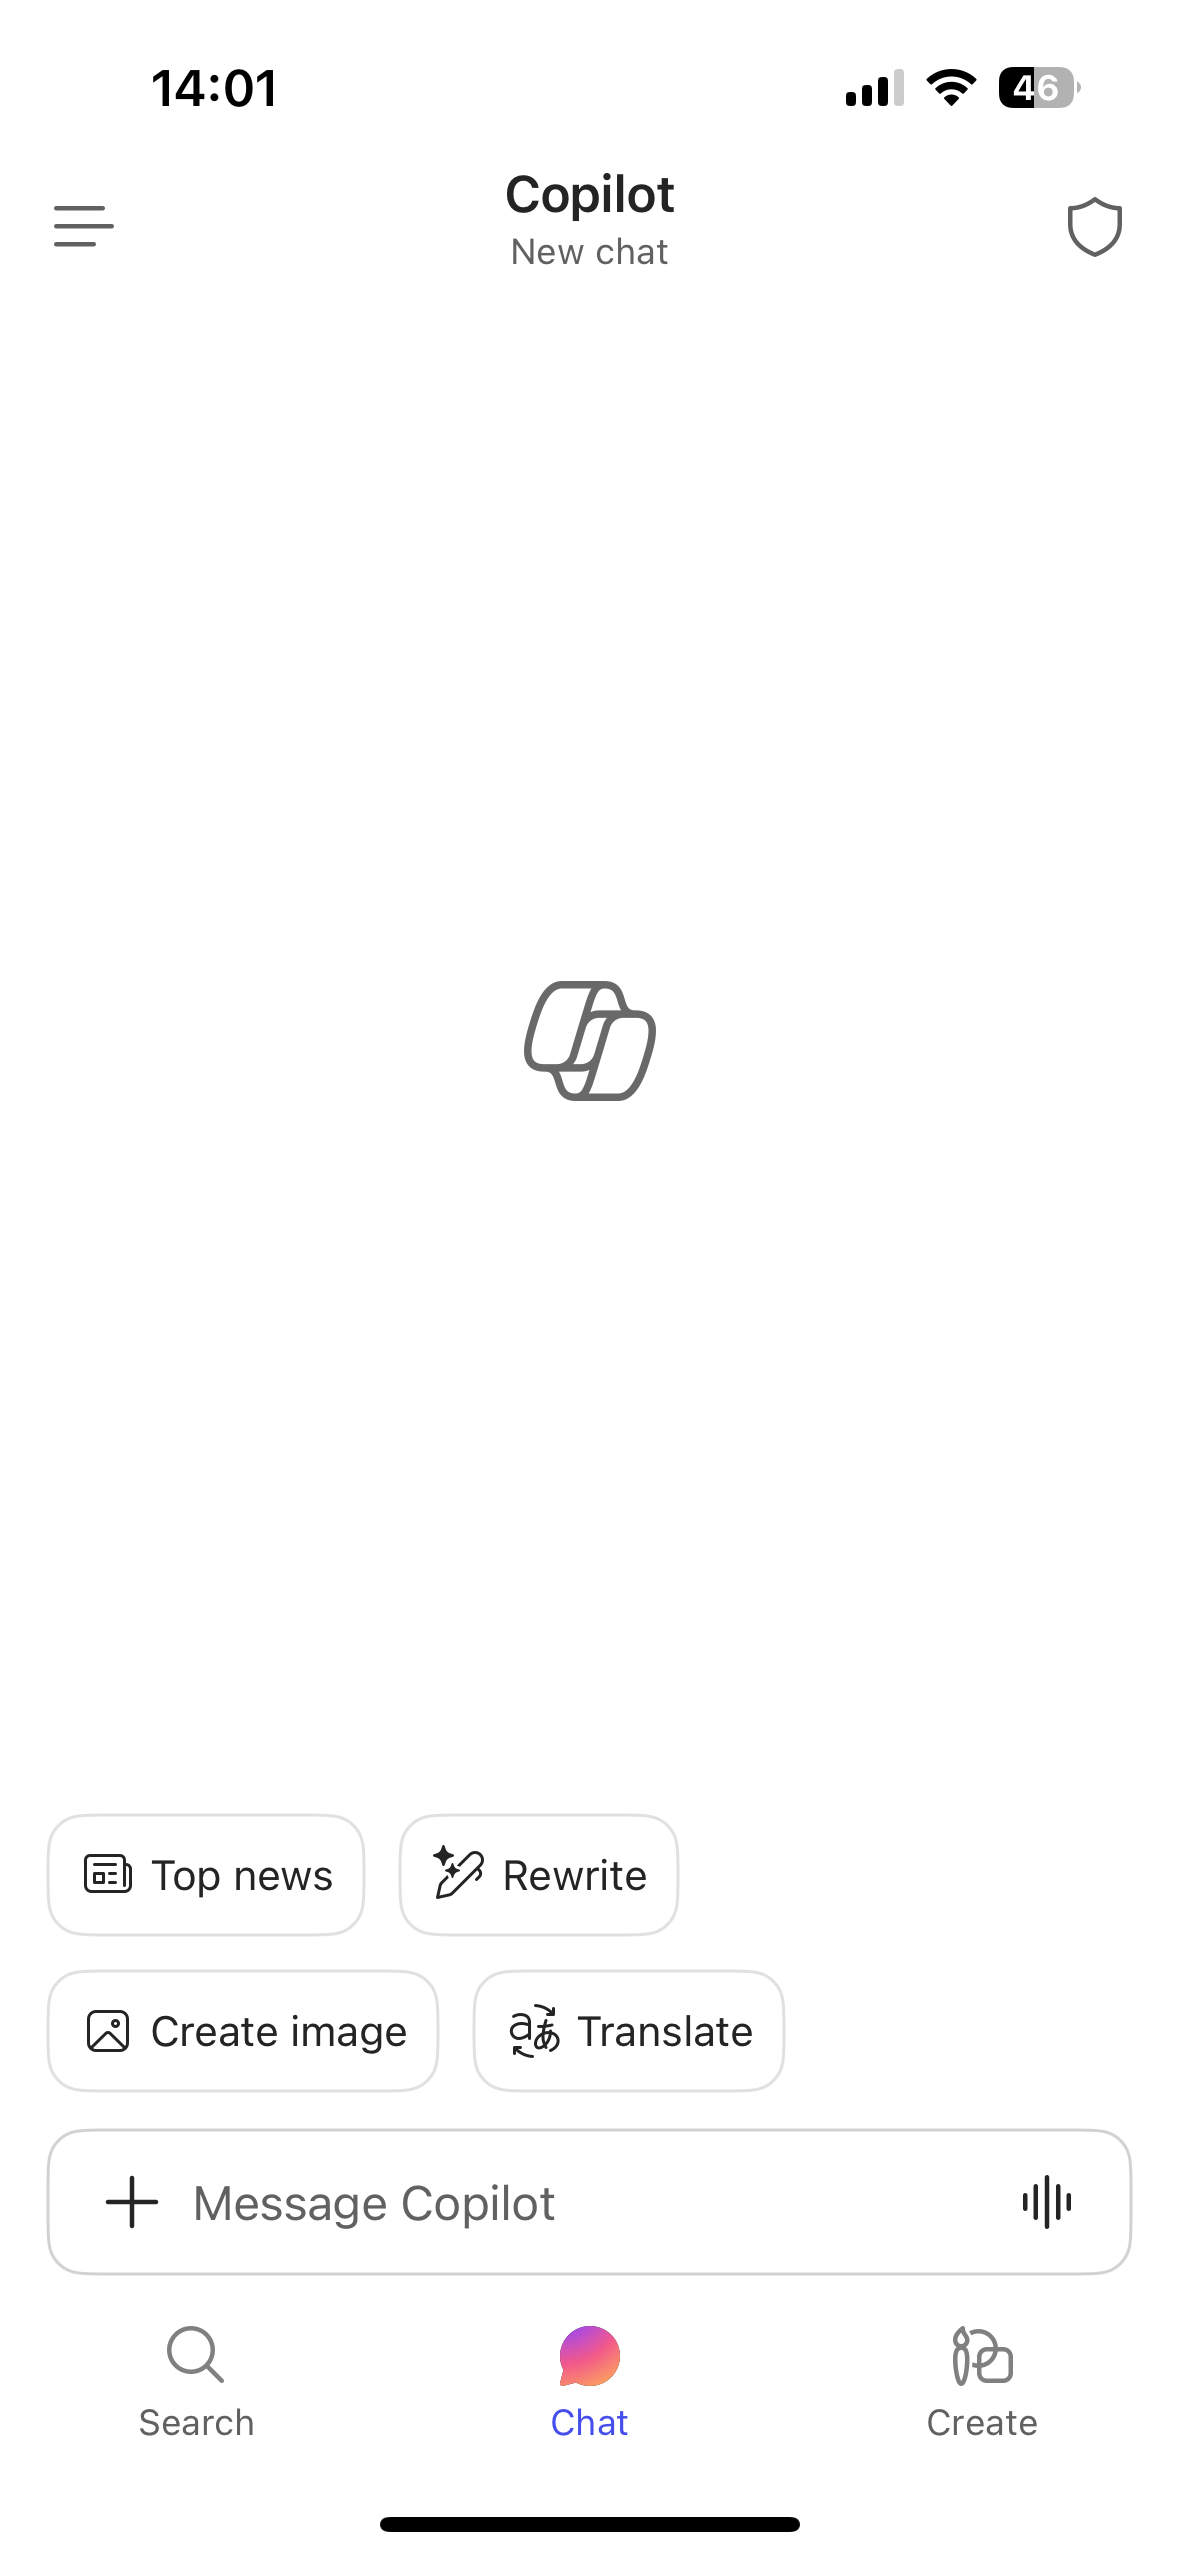 14:01
46
Copilot
New chat
Top news
Rewrite
Create image
Translate
Message Copilot
Search
Chat
Create